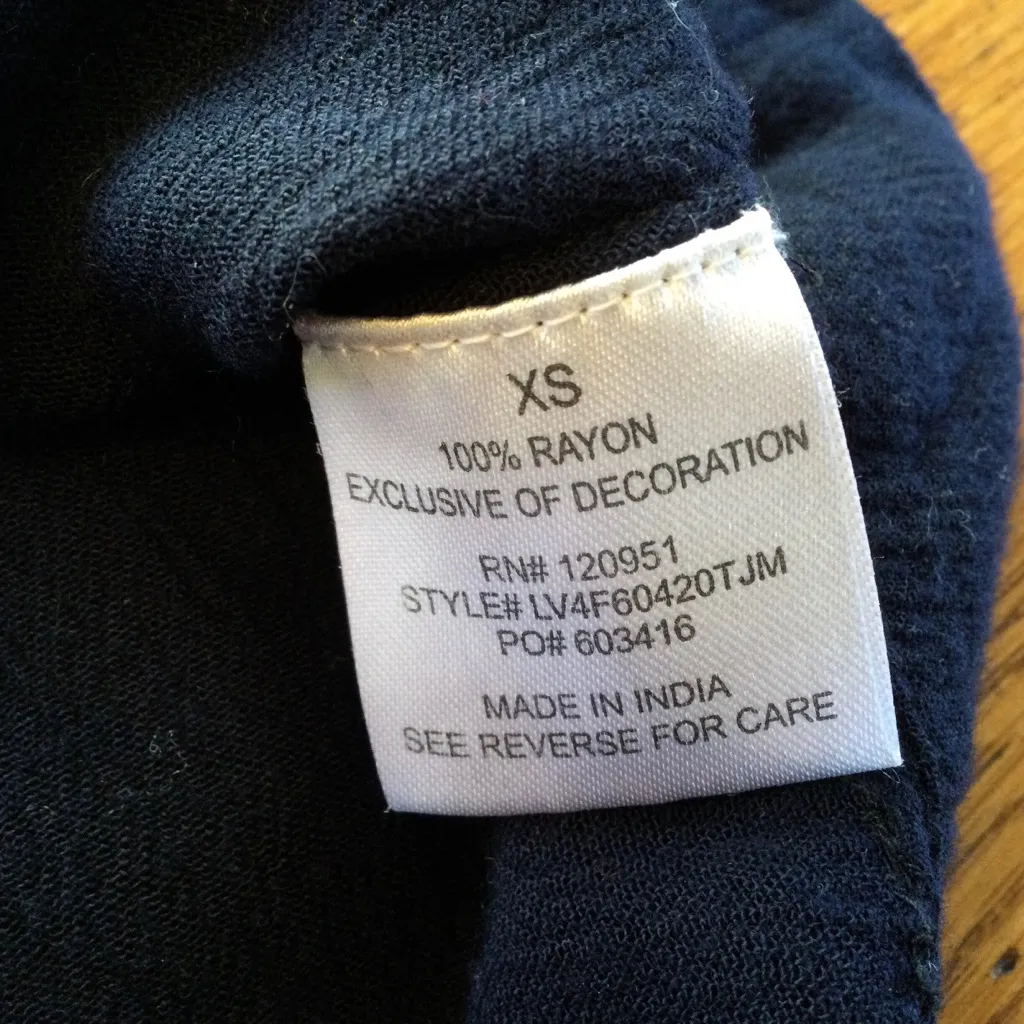 XS
100% RAYON
EXCLUSIVE OF DECORATION
RN# 120951
STYLE# LV4F60420TJM
PO# 603416
MADE IN INDIA
SEE REVERSE FOR CARE